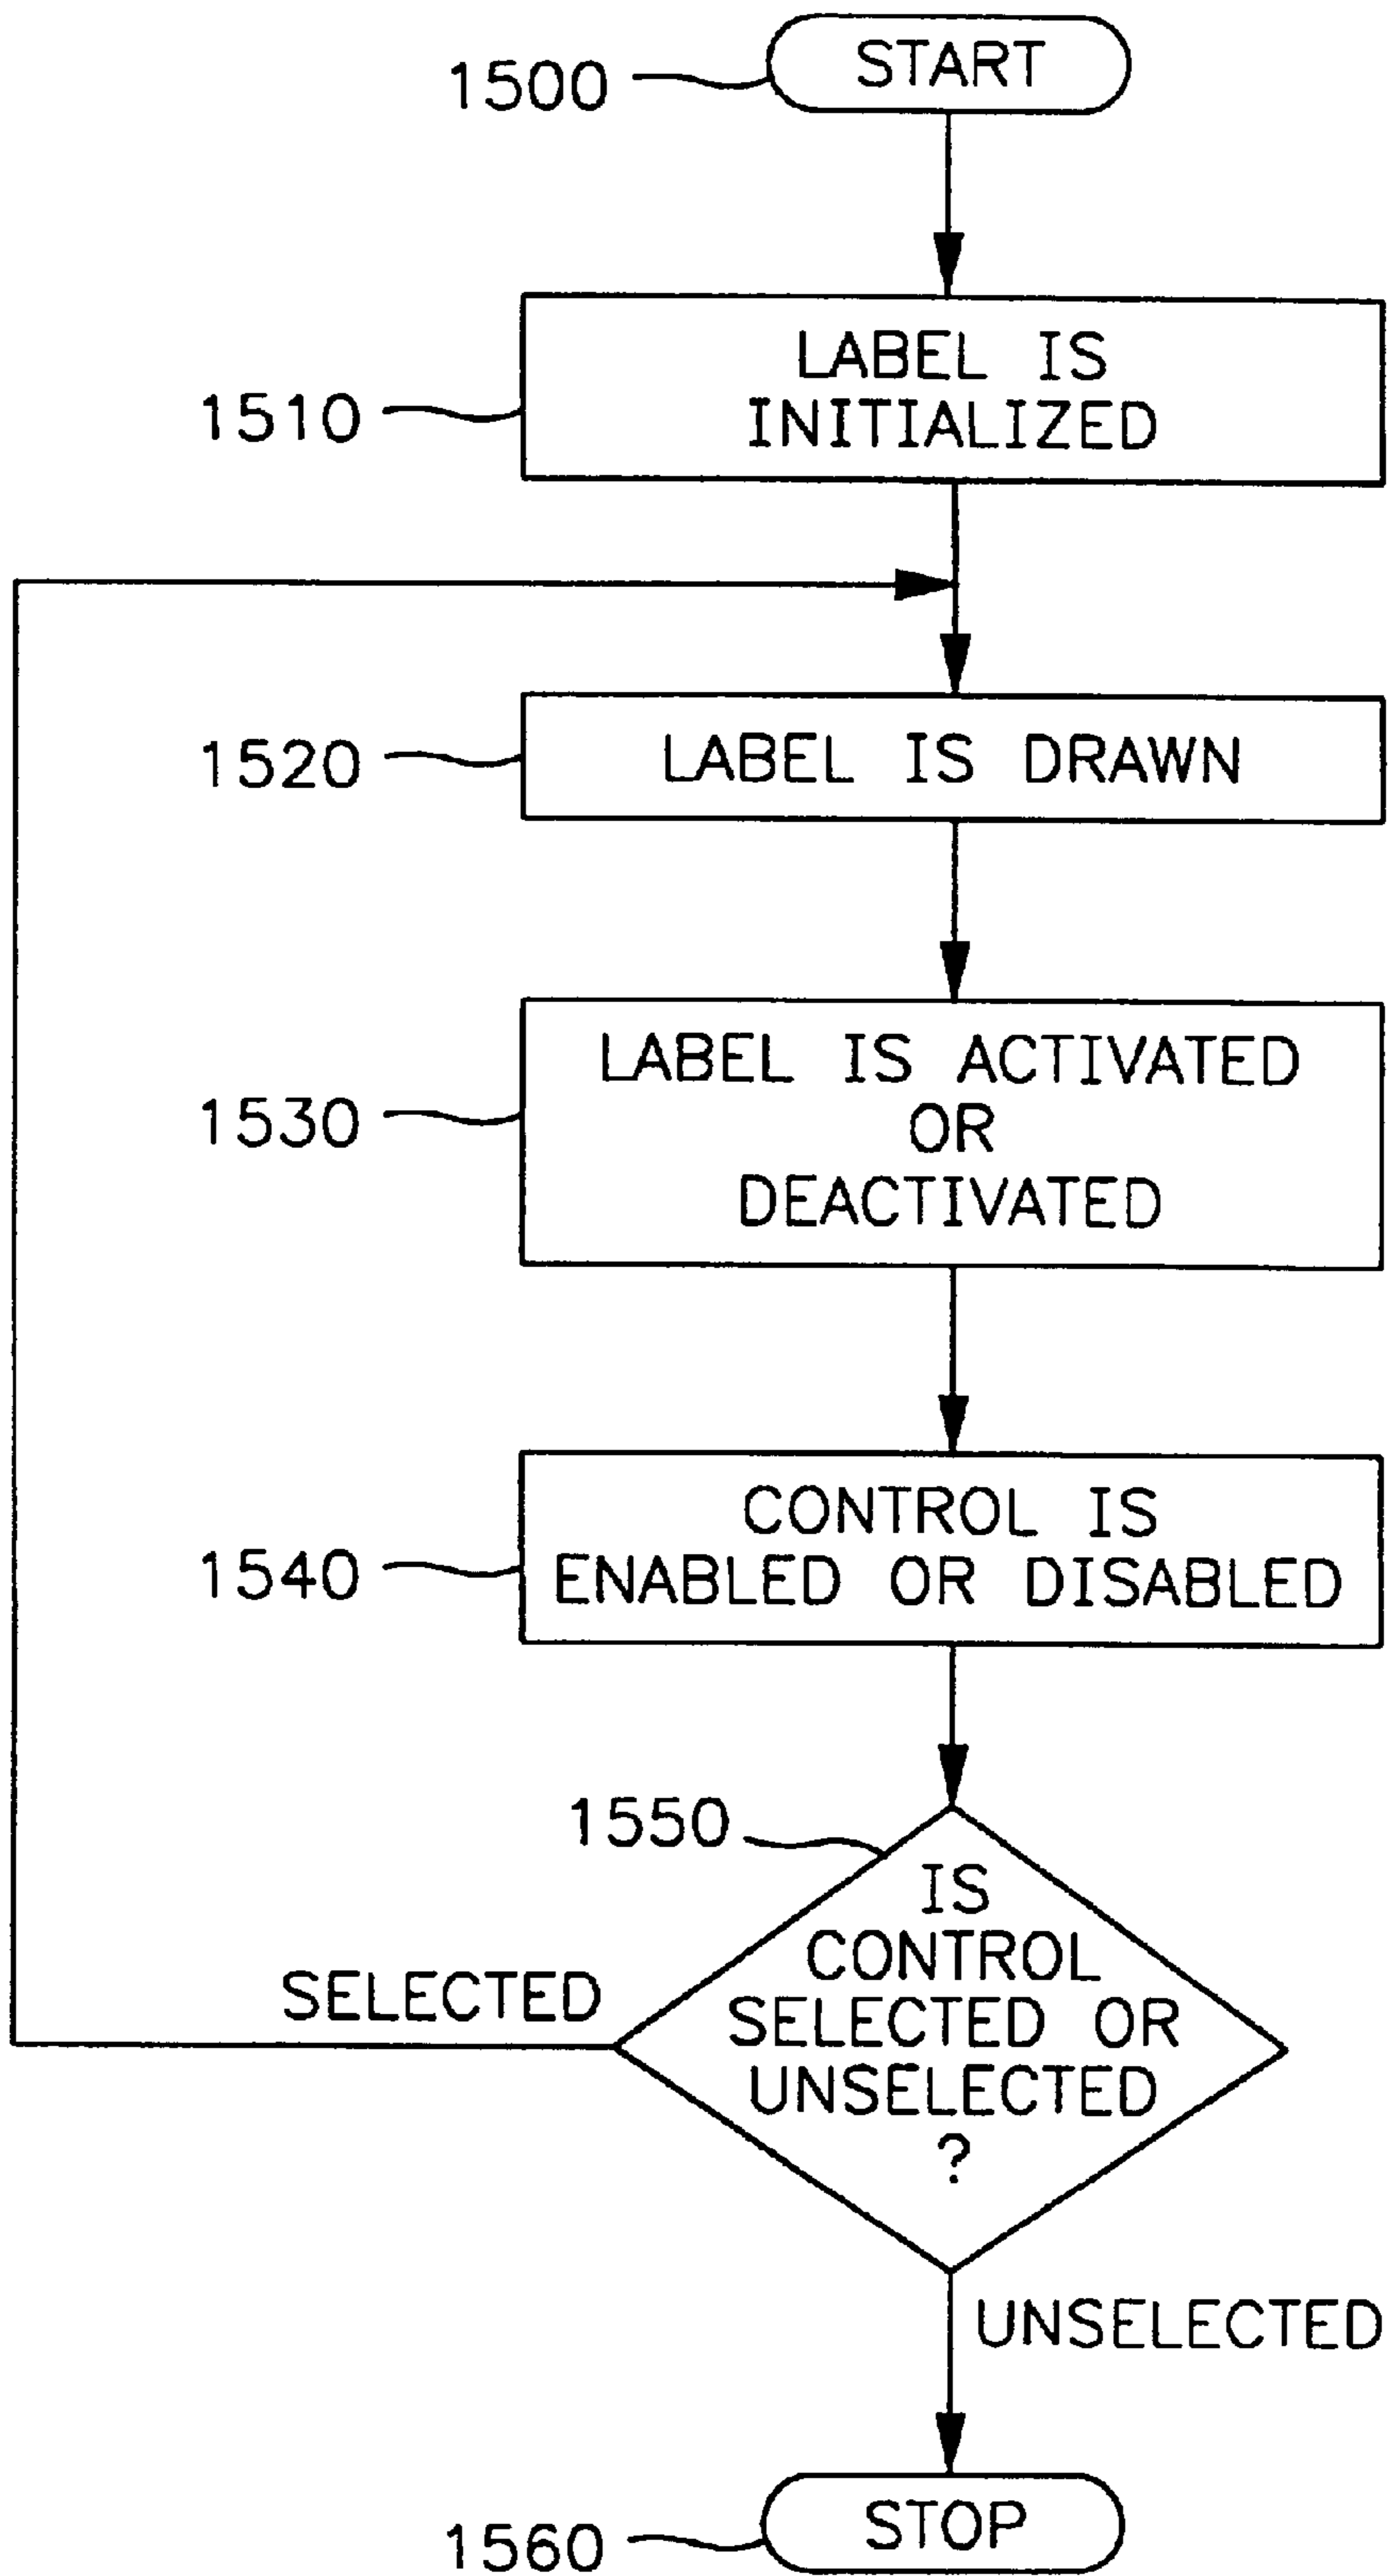 1500
START
1510
LABEL IS
INITIALIZED
1520
LABEL IS DRAWN
1530
LABEL IS ACTIVATED
OR
DEACTIVATED
1540
CONTROL IS
ENABLED OR DISABLED
1550
IS
CONTROL
SELECTED OR
UNSELECTED
?
SELECTED
UNSELECTED
1560
STOP